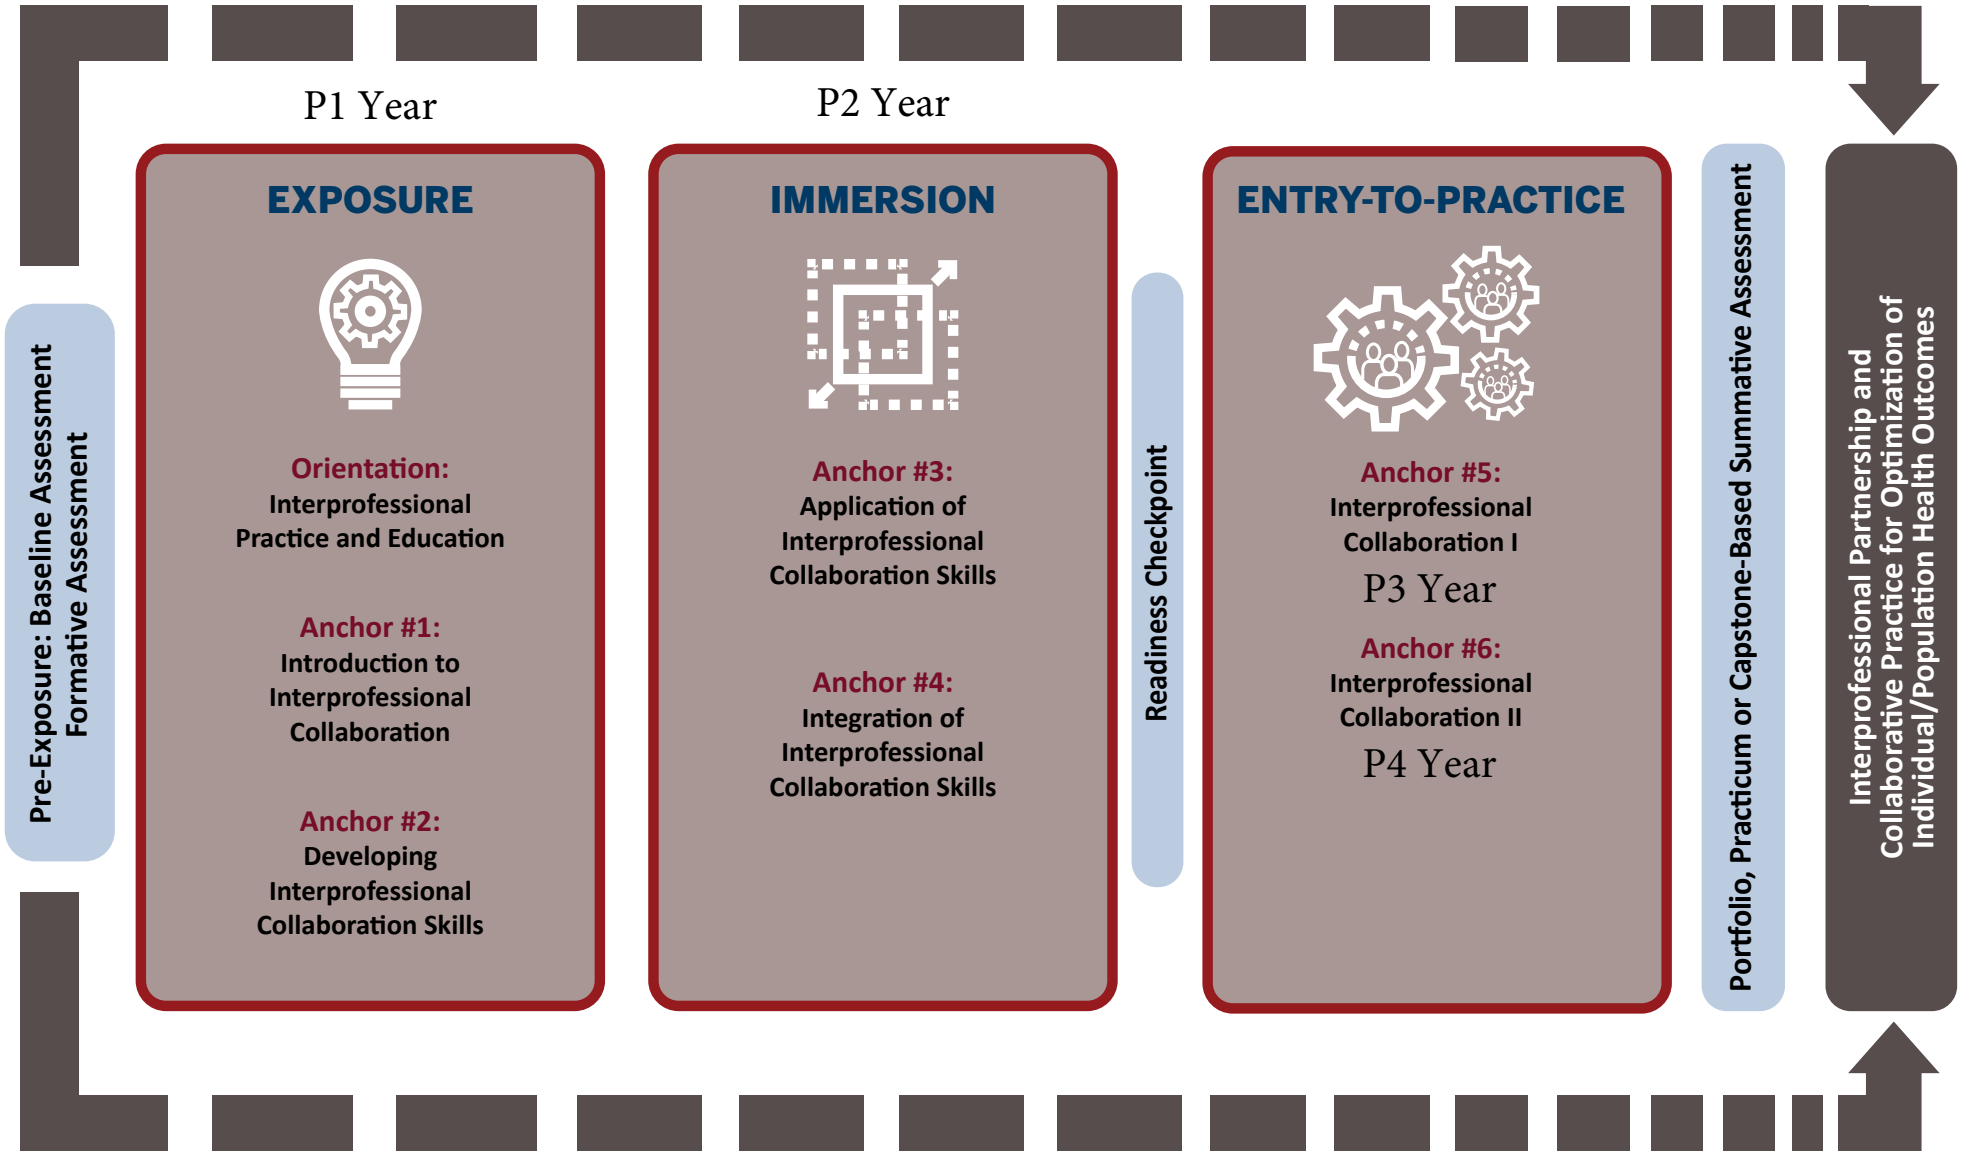 Pre-Exposure: Baseline Assessment
Formative Assessment
P1 Year
EXPOSURE
Orientation:
Interprofessional
Practice and Education
Anchor #1:
Introduction to
Interprofessional
Collaboration
Anchor #2:
Developing
Interprofessional
Collaboration Skills
P2 Year
IMMERSION
Anchor #3:
Application of
Interprofessional
Collaboration Skills
Anchor #4:
Integration of
Interprofessional
Collaboration Skills
Readiness Checkpoint
ENTRY-TO-PRACTICE
Anchor #5:
Interprofessional
Collaboration I
P3 Year
Anchor #6:
Interprofessional
Collaboration II
P4 Year
Portfolio, Practicum or Capstone-Based Summative Assessment
Interprofessional Partnership and
Collaborative Practice for Optimization of
Individual/Population Health Outcomes